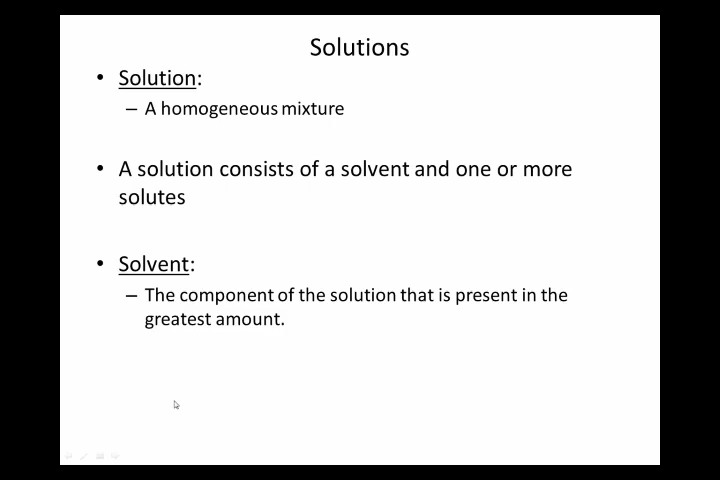 Solutions
• Solution:
– A homogeneous mixture
• A solution consists of a solvent and one or more
solutes
• Solvent:
– The component of the solution that is present in the
greatest amount.